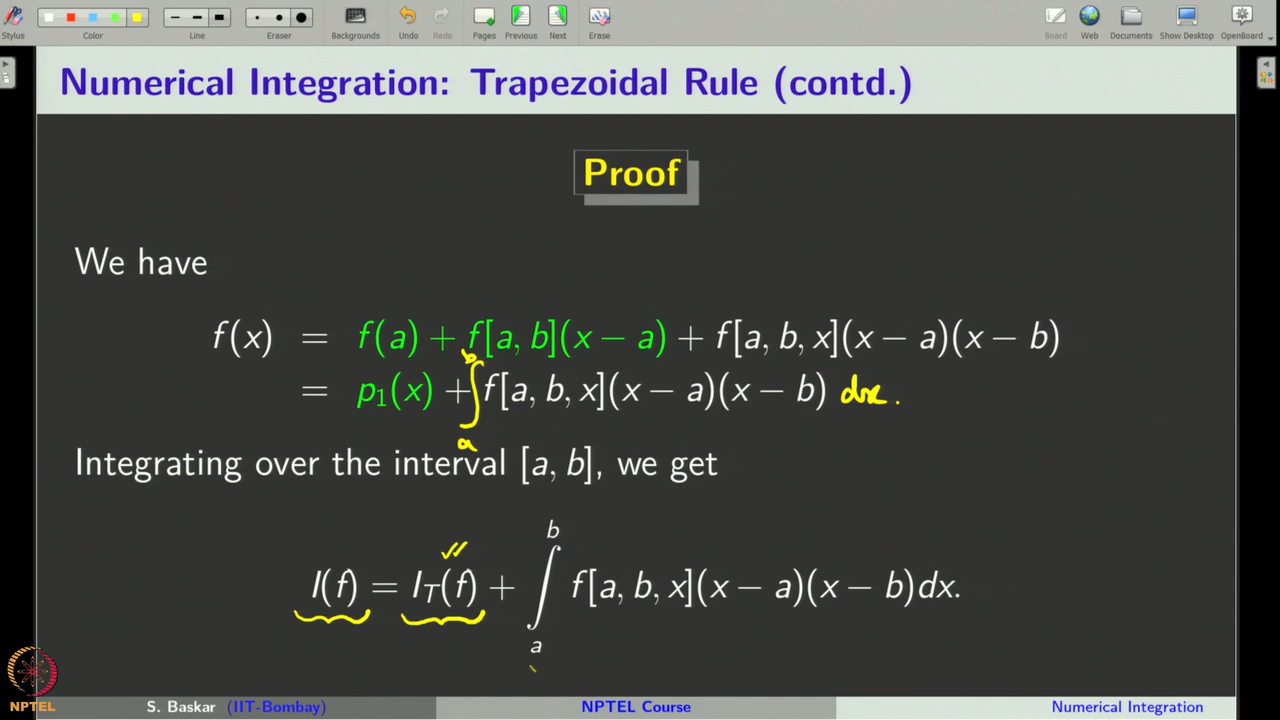 Stylus Color Line Eraser Backgrounds Undo Redo Pages Previous Next Erase Board Web Documents Show Desktop OpenBoard
Numerical Integration: Trapezoidal Rule (contd.)
Proof
We have
f(x) = f(a) + f[a, b](x − a) + f[a, b, x](x − a)(x − b)
= p₁(x) + ∫ₐᵇ f[a, b, x](x − a)(x − b) dx.
Integrating over the interval [a, b], we get
I(f) = I_T(f) + ∫ₐᵇ f[a, b, x](x − a)(x − b)dx.
NPTEL
S. Baskar (IIT-Bombay) NPTEL Course Numerical Integration